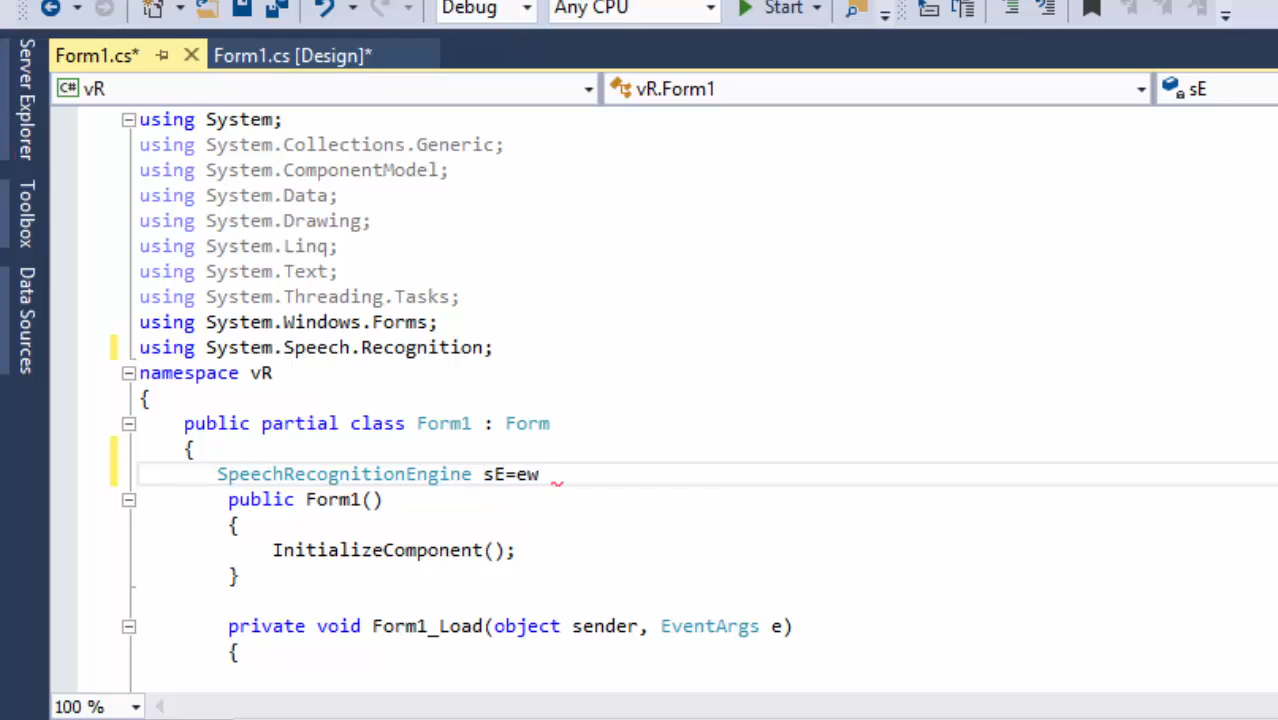 Debug Any CPU Start
Server Explorer
Toolbox
Data Sources
Form1.cs* Form1.cs [Design]*
C# vR vR.Form1 sE
using System;
using System.Collections.Generic;
using System.ComponentModel;
using System.Data;
using System.Drawing;
using System.Linq;
using System.Text;
using System.Threading.Tasks;
using System.Windows.Forms;
using System.Speech.Recognition;
namespace vR
{
public partial class Form1 : Form
{
SpeechRecognitionEngine sE=ew
public Form1()
{
InitializeComponent();
}
private void Form1_Load(object sender, EventArgs e)
{
100 %